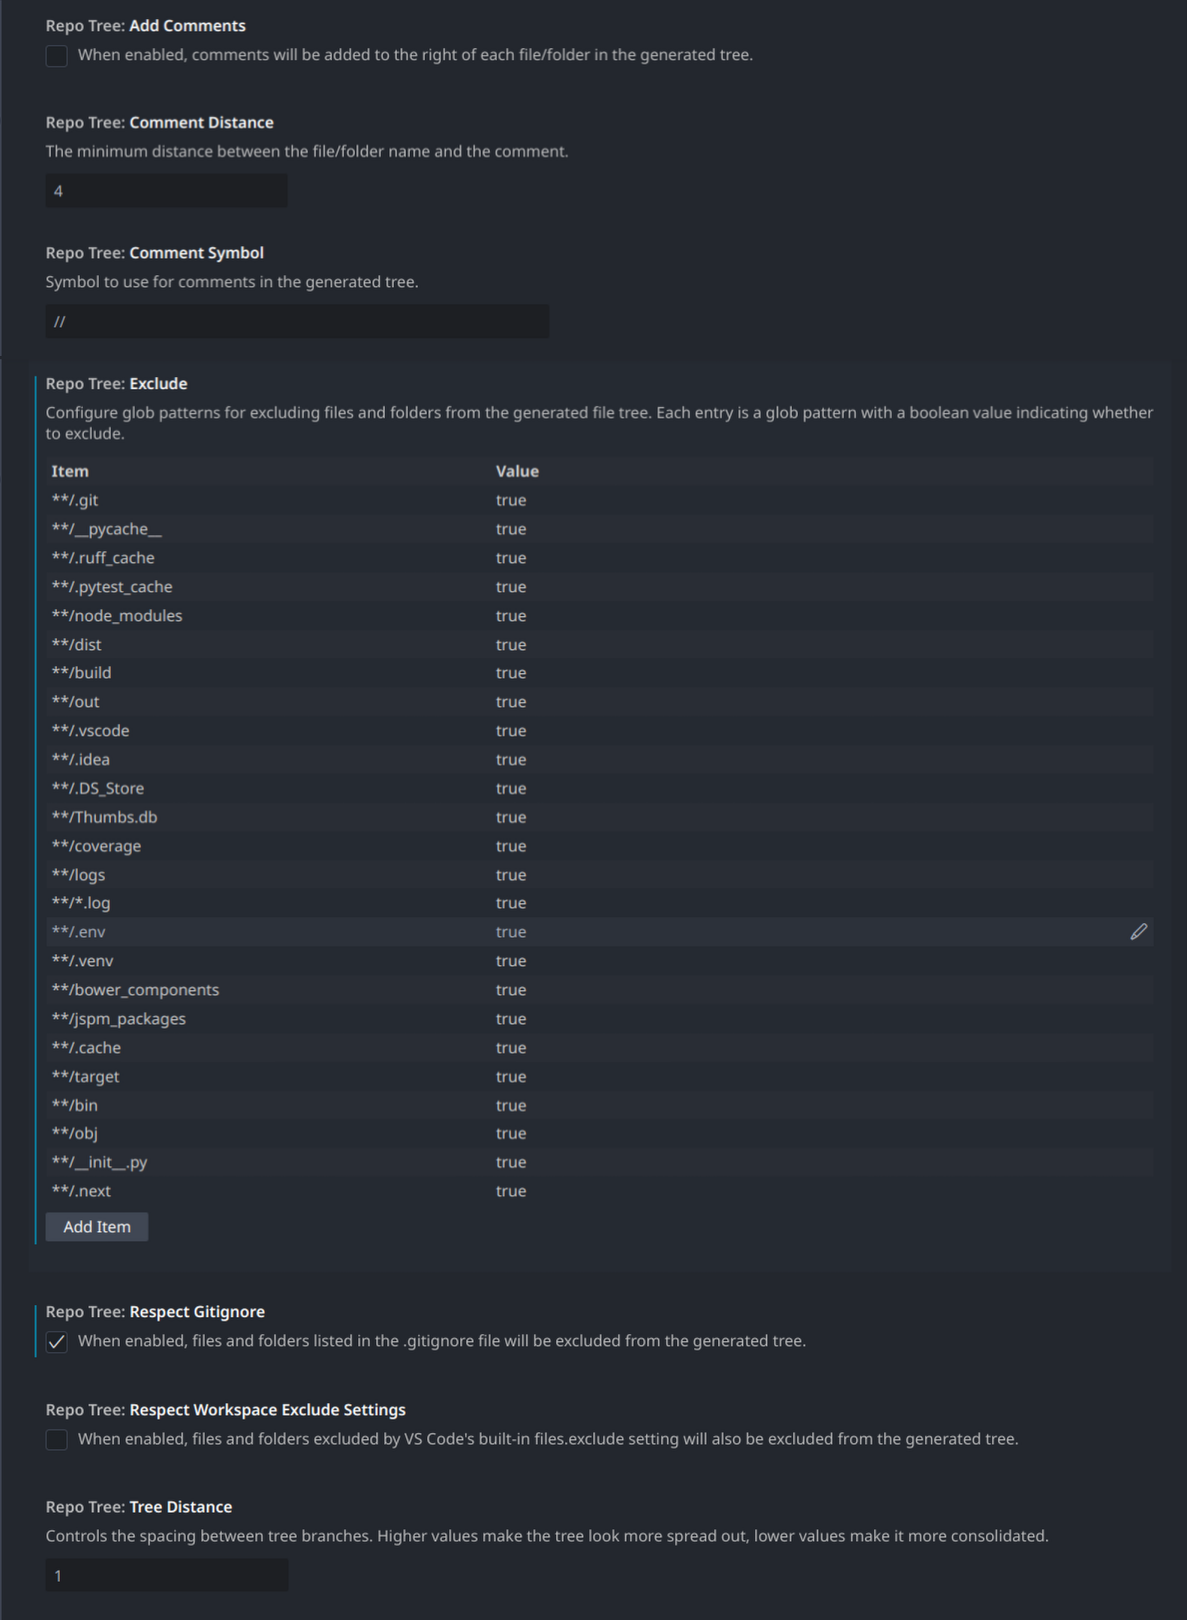 Repo Tree: Add Comments
When enabled, comments will be added to the right of each file/folder in the generated tree.
Repo Tree: Comment Distance
The minimum distance between the file/folder name and the comment.
4
Repo Tree: Comment Symbol
Symbol to use for comments in the generated tree.
//
Repo Tree: Exclude
Configure glob patterns for excluding files and folders from the generated file tree. Each entry is a glob pattern with a boolean value indicating whether
to exclude.
Item Value
**/.git true
**/__pycache__ true
**/.ruff_cache true
**/.pytest_cache true
**/node_modules true
**/dist true
**/build true
**/out true
**/.vscode true
**/.idea true
**/.DS_Store true
**/Thumbs.db true
**/coverage true
**/logs true
**/*.log true
**/.env true
**/.venv true
**/bower_components true
**/jspm_packages true
**/.cache true
**/target true
**/bin true
**/obj true
**/__init__.py true
**/.next true
Add Item
Repo Tree: Respect Gitignore
When enabled, files and folders listed in the .gitignore file will be excluded from the generated tree.
Repo Tree: Respect Workspace Exclude Settings
When enabled, files and folders excluded by VS Code's built-in files.exclude setting will also be excluded from the generated tree.
Repo Tree: Tree Distance
Controls the spacing between tree branches. Higher values make the tree look more spread out, lower values make it more consolidated.
1